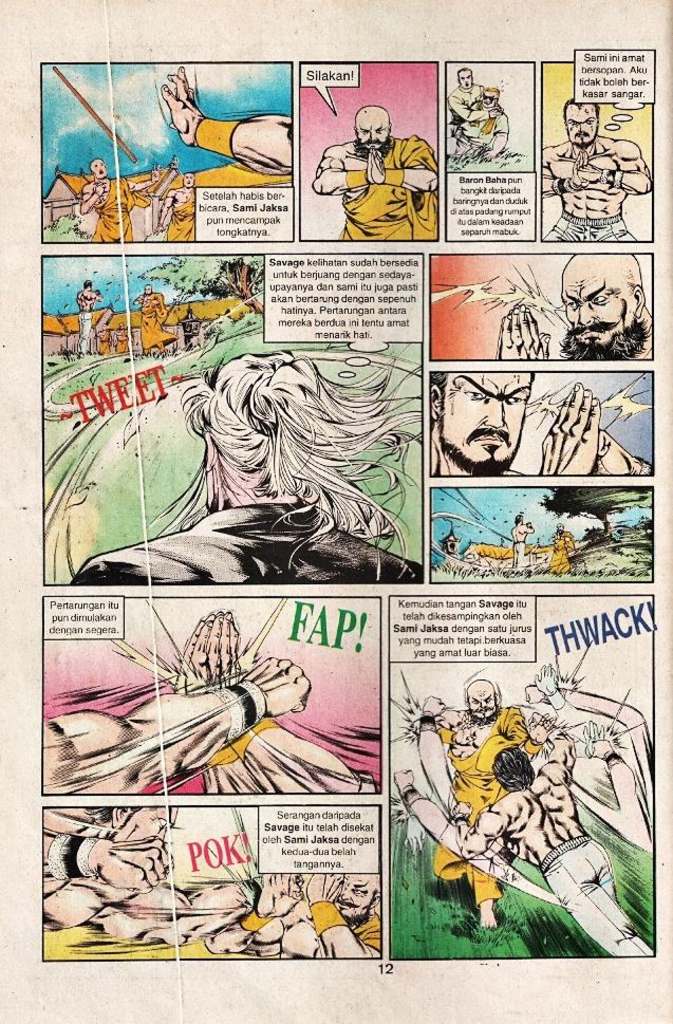 Setelah habis ber-
bicara, Sami Jaksa
pun mencampak
tongkatnya.
Silakan!
Baron Baha pun
bangkit daripada
baringnya dan duduk
di atas padang rumput
itu dalam keadaan
separuh mabuk.
Sami ini amat
bersopan. Aku
tidak boleh ber-
kasar sangar.
Savage kelihatan sudah bersedia
untuk berjuang dengan sedaya-
upayanya dan sami itu juga pasti
akan bertarung dengan sepenuh
hatinya. Pertarungan antara
mereka berdua ini tentu amat
menarik hati.
~TWEET~
Pertarungan itu
pun dimulakan
dengan segera.
FAP!
Serangan daripada
Savage itu telah disekat
oleh Sami Jaksa dengan
kedua-dua belah
tangannya.
POK!
Kemudian tangan Savage itu
telah dikesampingkan oleh
Sami Jaksa dengan satu jurus
yang mudah tetapi berkuasa
yang amat luar biasa.
THWACK!
12